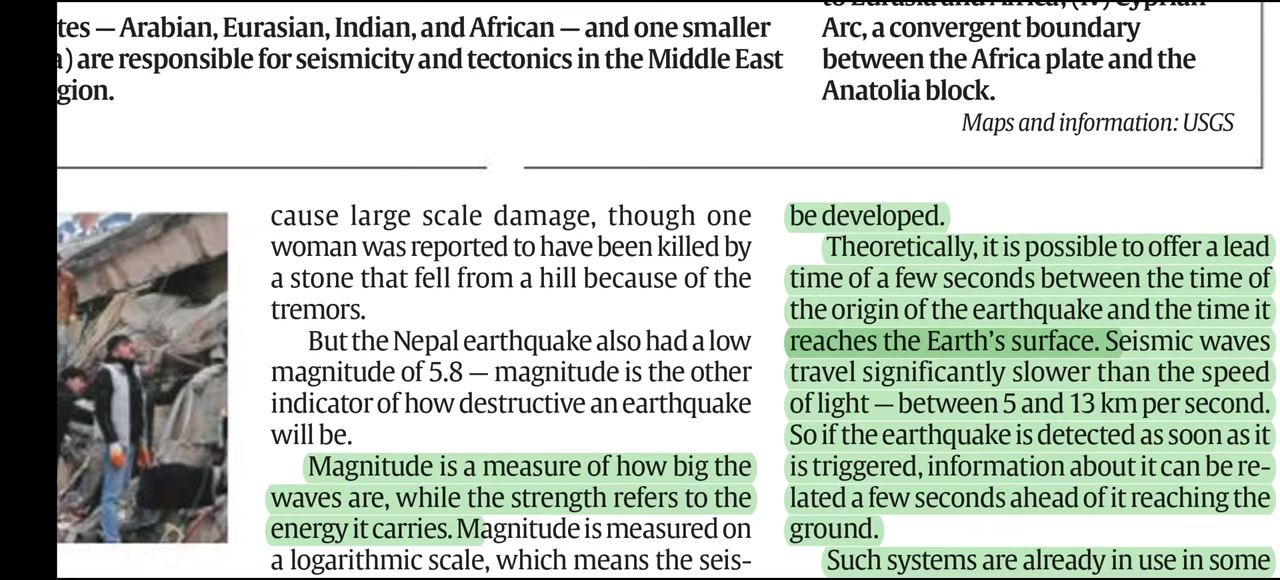 tes — Arabian, Eurasian, Indian, and African — and one smaller
a) are responsible for seismicity and tectonics in the Middle East
gion.
to Eurasia and Africa, (iv) Cyprian
Arc, a convergent boundary
between the Africa plate and the
Anatolia block.
Maps and information: USGS
cause large scale damage, though one
woman was reported to have been killed by
a stone that fell from a hill because of the
tremors.
But the Nepal earthquake also had a low
magnitude of 5.8 — magnitude is the other
indicator of how destructive an earthquake
will be.
Magnitude is a measure of how big the
waves are, while the strength refers to the
energy it carries. Magnitude is measured on
a logarithmic scale, which means the seis-
be developed.
Theoretically, it is possible to offer a lead
time of a few seconds between the time of
the origin of the earthquake and the time it
reaches the Earth's surface. Seismic waves
travel significantly slower than the speed
of light — between 5 and 13 km per second.
So if the earthquake is detected as soon as it
is triggered, information about it can be re-
lated a few seconds ahead of it reaching the
ground.
Such systems are already in use in some